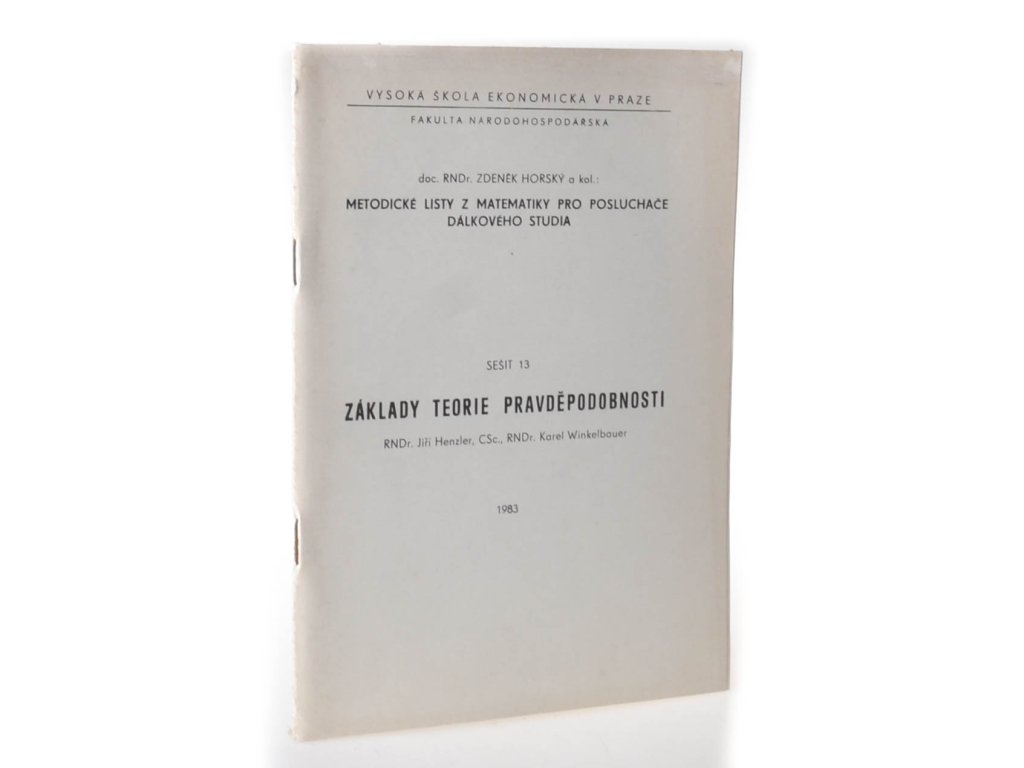 VYSOKÁ ŠKOLA EKONOMICKÁ V PRAZE
FAKULTA NÁRODOHOSPODÁŘSKÁ
doc. RNDr. ZDENĚK HORSKÝ a kol.:
METODICKÉ LISTY Z MATEMATIKY PRO POSLUCHAČE
DÁLKOVÉHO STUDIA
SEŠIT 13
ZÁKLADY TEORIE PRAVDĚPODOBNOSTI
RNDr. Jiří Henzler, CSc., RNDr. Karel Winkelbauer
1983